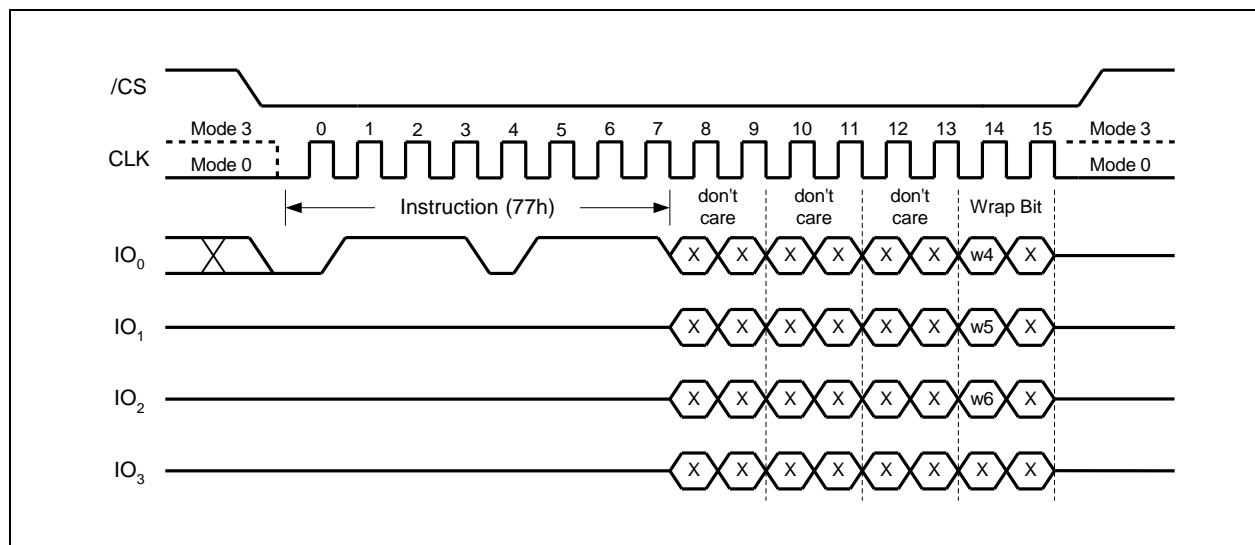 /CS
Mode 3 0 1 2 3 4 5 6 7 8 9 10 11 12 13 14 15 Mode 3
CLK Mode 0 Mode 0
Instruction (77h) don't care don't care don't care Wrap Bit
IO0 X X X X X X w4 X
IO1 X X X X X X w5 X
IO2 X X X X X X w6 X
IO3 X X X X X X X X